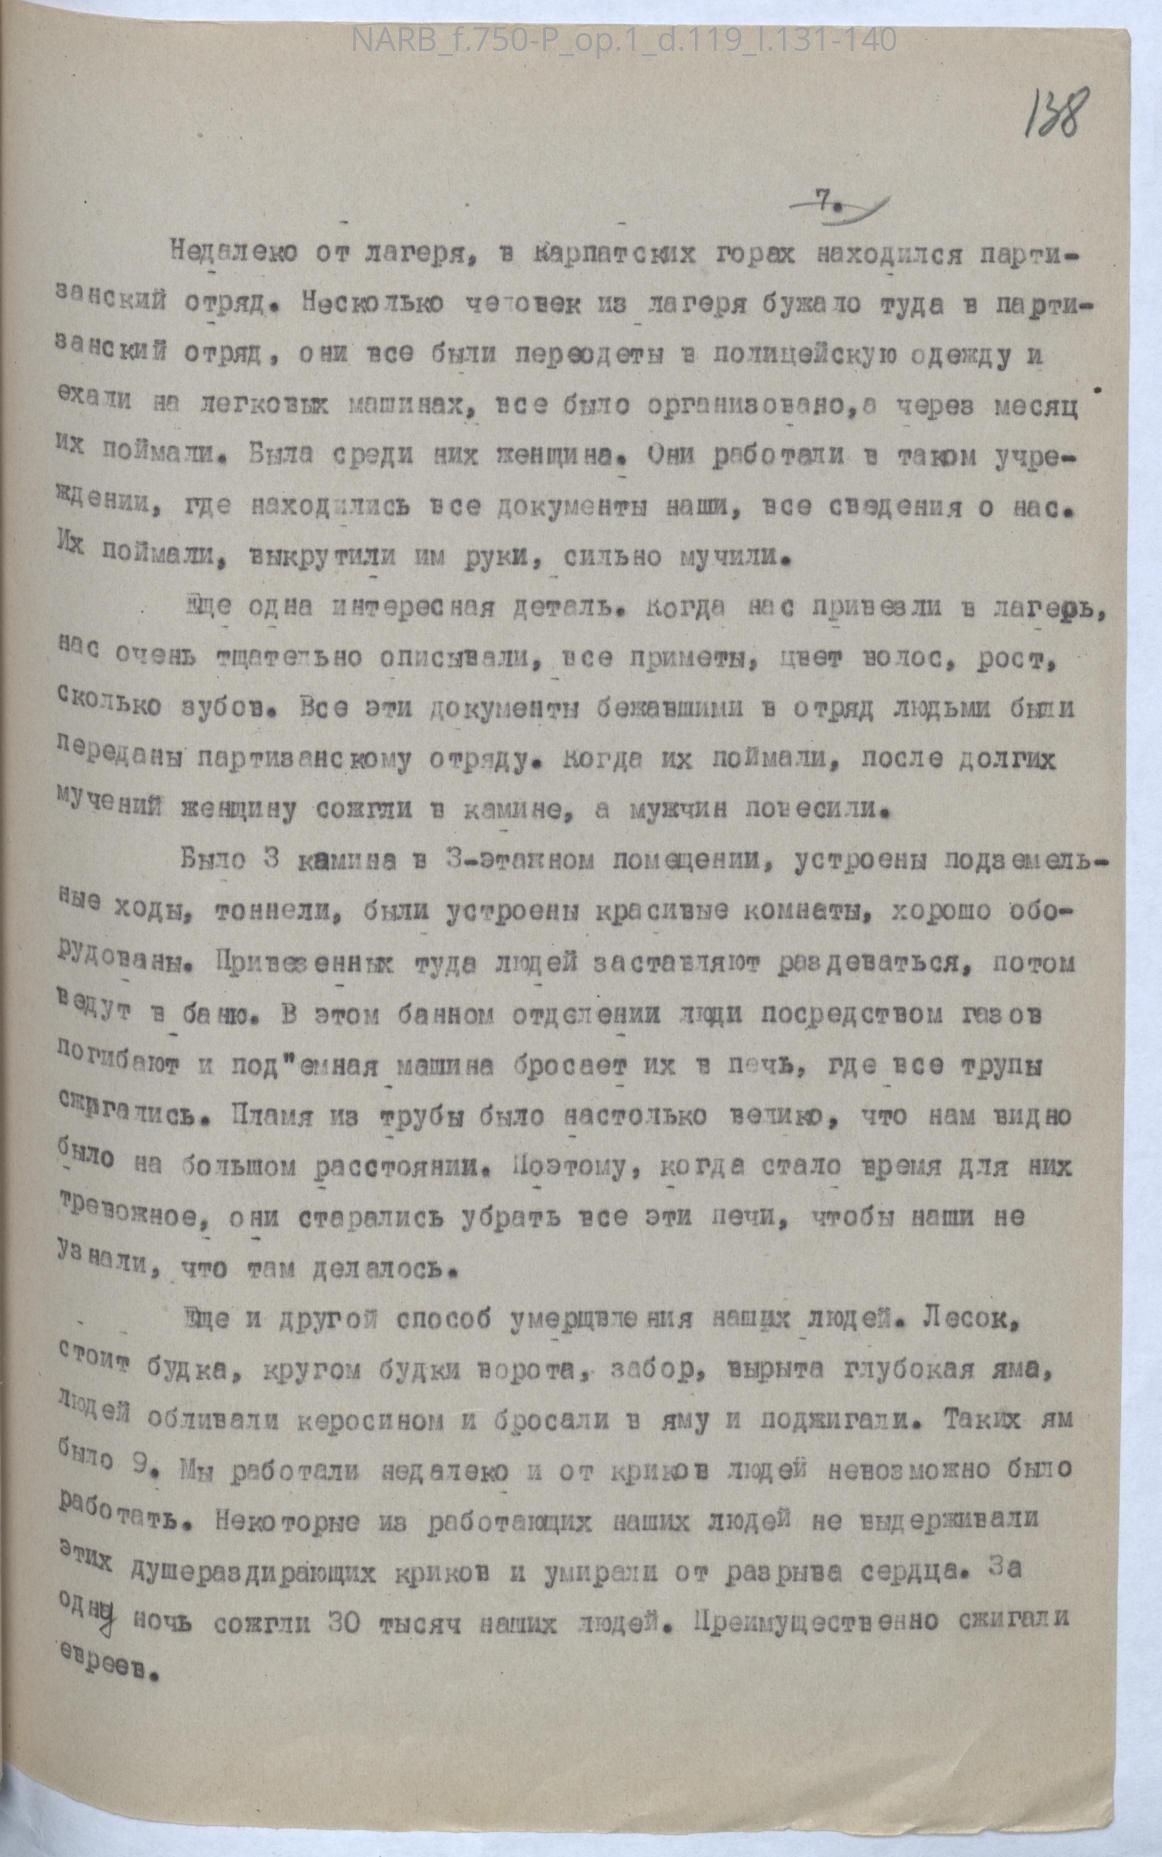 NARB_f.750-P_op.1_d.119_l.131-140
138
7.
Недалеко от лагеря, в Карпатских горах находился парти-
занский отряд. Несколько человек из лагеря бужало туда в парти-
занский отряд, они все были переодеты в полицейскую одежду и
ехали на легковых машинах, все было организовано,а через месяц
их поймали. Была среди них женщина. Они работали в таком учре-
ждении, где находились все документы наши, все сведения о нас.
Их поймали, выкрутили им руки, сильно мучили.
Еще одна интересная деталь. Когда нас привезли в лагерь,
нас очень тщательно описывали, все приметы, цвет волос, рост,
сколько зубов. Все эти документы бежавшими в отряд людьми были
переданы партизанскому отряду. Когда их поймали, после долгих
мучений женщину сожгли в камине, а мужчин повесили.
Было 3 камина в 3-этажном помещении, устроены подземель-
ные ходы, тоннели, были устроены красивые комнаты, хорошо обо-
рудованы. Привезенных туда людей заставляют раздеваться, потом
ведут в баню. В этом банном отделении люди посредством газов
погибают и под"емная машина бросает их в печь, где все трупы
сжигались. Пламя из трубы было настолько велико, что нам видно
было на большом расстоянии. Поэтому, когда стало время для них
тревожное, они старались убрать все эти печи, чтобы наши не
узнали, что там делалось.
Еще и другой способ умерщвления наших людей. Лесок,
стоит будка, кругом будки ворота, забор, вырыта глубокая яма,
людей обливали керосином и бросали в яму и поджигали. Таких ям
было 9. Мы работали недалеко и от криков людей невозможно было
работать. Некоторые из работающих наших людей не выдерживали
этих душераздирающих криков и умирали от разрыва сердца. За
одну ночь сожгли 30 тысяч наших людей. Преимущественно сжигали
евреев.